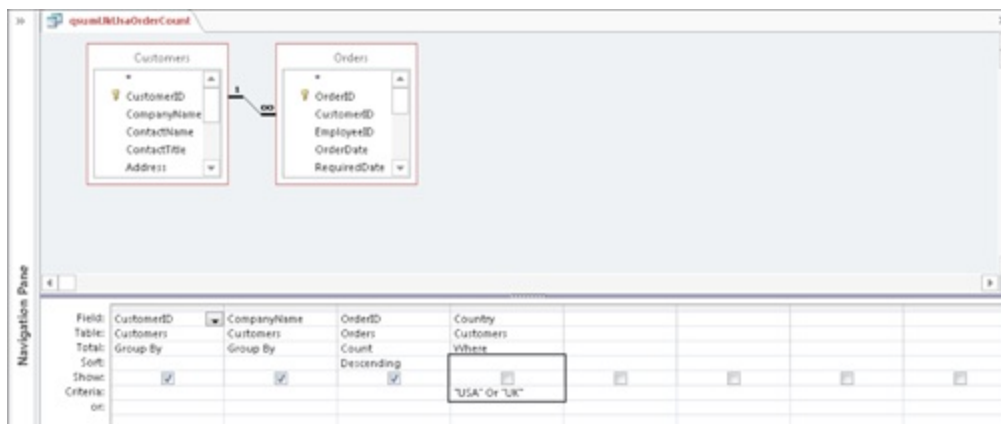 »
qsumUkUsaOrderCount
Customers
*
CustomerID
CompanyName
ContactName
ContactTitle
Address
1
∞
Orders
*
OrderID
CustomerID
EmployeeID
OrderDate
RequiredDate
Navigation Pane
Field: CustomerID CompanyName OrderID Country
Table: Customers Customers Orders Customers
Total: Group By Group By Count Where
Sort: Descending
Show:
Criteria: "USA" Or "UK"
or: